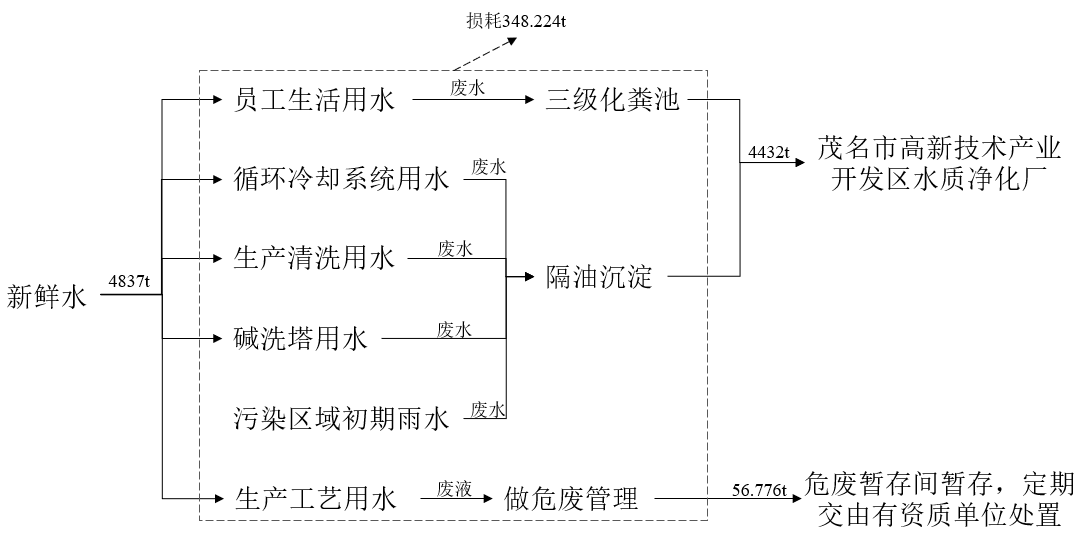 损耗348.224t
员工生活用水
废水
三级化粪池
4432t
茂名市高新技术产业
开发区水质净化厂
循环冷却系统用水
废水
生产清洗用水
废水
隔油沉淀
新鲜水
4837t
碱洗塔用水
废水
污染区域初期雨水
废水
生产工艺用水
废液
做危废管理
56.776t
危废暂存间暂存，定期
交由有资质单位处置